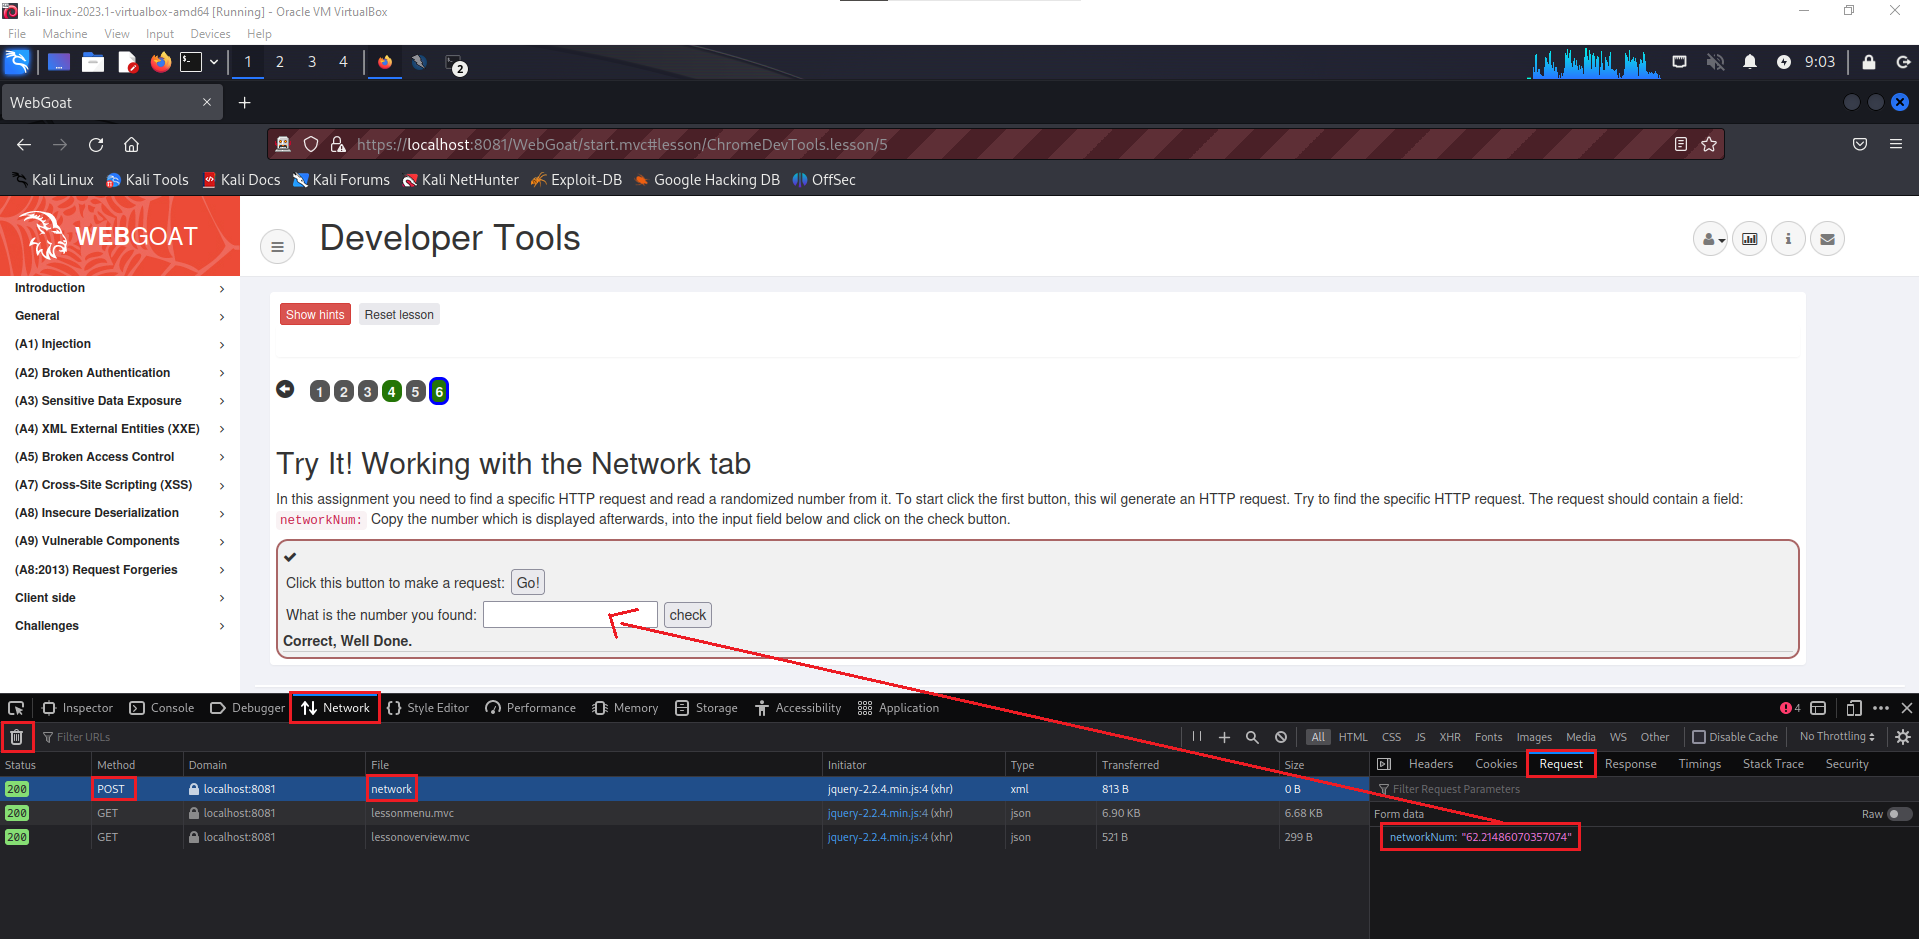 kali-linux-2023.1-virtualbox-amd64 [Running] - Oracle VM VirtualBox
File Machine View Input Devices Help
1 2 3 4 2 9:03
WebGoat
https://localhost:8081/WebGoat/start.mvc#lesson/ChromeDevTools.lesson/5
Kali Linux Kali Tools Kali Docs Kali Forums Kali NetHunter Exploit-DB Google Hacking DB OffSec
WEBGOAT
Developer Tools
Introduction
General
(A1) Injection
(A2) Broken Authentication
(A3) Sensitive Data Exposure
(A4) XML External Entities (XXE)
(A5) Broken Access Control
(A7) Cross-Site Scripting (XSS)
(A8) Insecure Deserialization
(A9) Vulnerable Components
(A8:2013) Request Forgeries
Client side
Challenges
Show hints Reset lesson
1 2 3 4 5 6
Try It! Working with the Network tab
In this assignment you need to find a specific HTTP request and read a randomized number from it. To start click the first button, this wil generate an HTTP request. Try to find the specific HTTP request. The request should contain a field:
networkNum: Copy the number which is displayed afterwards, into the input field below and click on the check button.
Click this button to make a request: Go!
What is the number you found: check
Correct, Well Done.
Inspector Console Debugger Network Style Editor Performance Memory Storage Accessibility Application 4
Filter URLs All HTML CSS JS XHR Fonts Images Media WS Other Disable Cache No Throttling
Status Method Domain File Initiator Type Transferred Size
200 POST localhost:8081 network jquery-2.2.4.min.js:4 (xhr) xml 813 B 0 B
200 GET localhost:8081 lessonmenu.mvc jquery-2.2.4.min.js:4 (xhr) json 6.90 KB 6.68 KB
200 GET localhost:8081 lessonoverview.mvc jquery-2.2.4.min.js:4 (xhr) json 521 B 299 B
Headers Cookies Request Response Timings Stack Trace Security
Filter Request Parameters
Form data Raw
networkNum: "62.21486070357074"